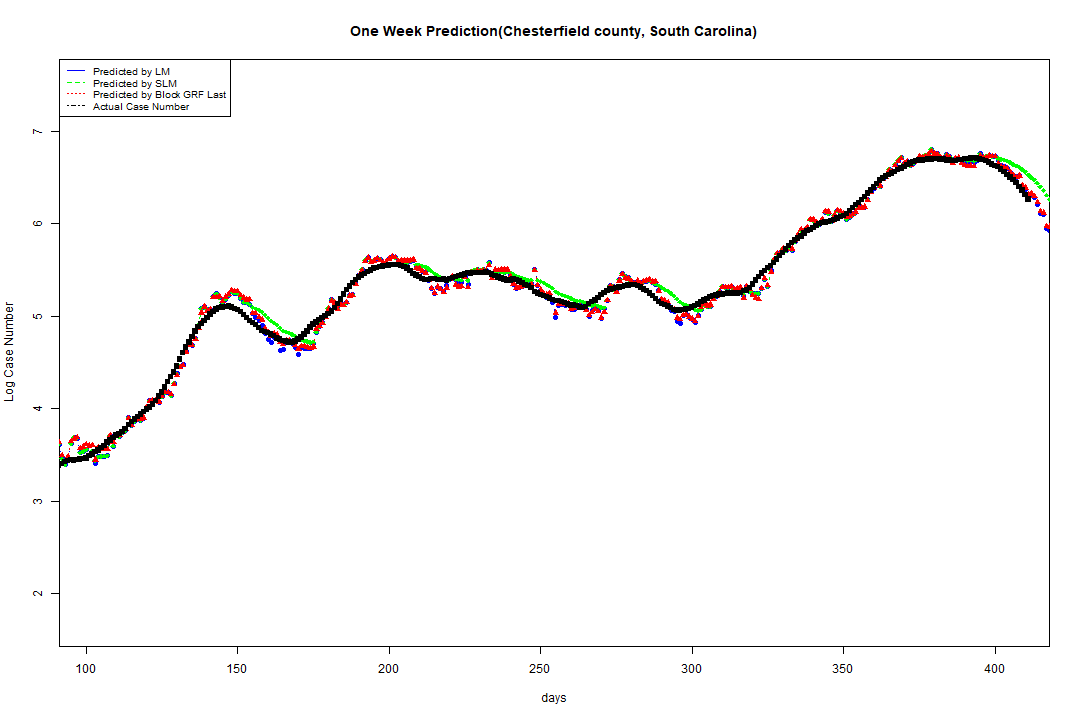 One Week Prediction(Chesterfield county, South Carolina)
Predicted by LM
Predicted by SLM
Predicted by Block GRF Last
Actual Case Number
Log Case Number
7
6
5
4
3
2
100 150 200 250 300 350 400
days